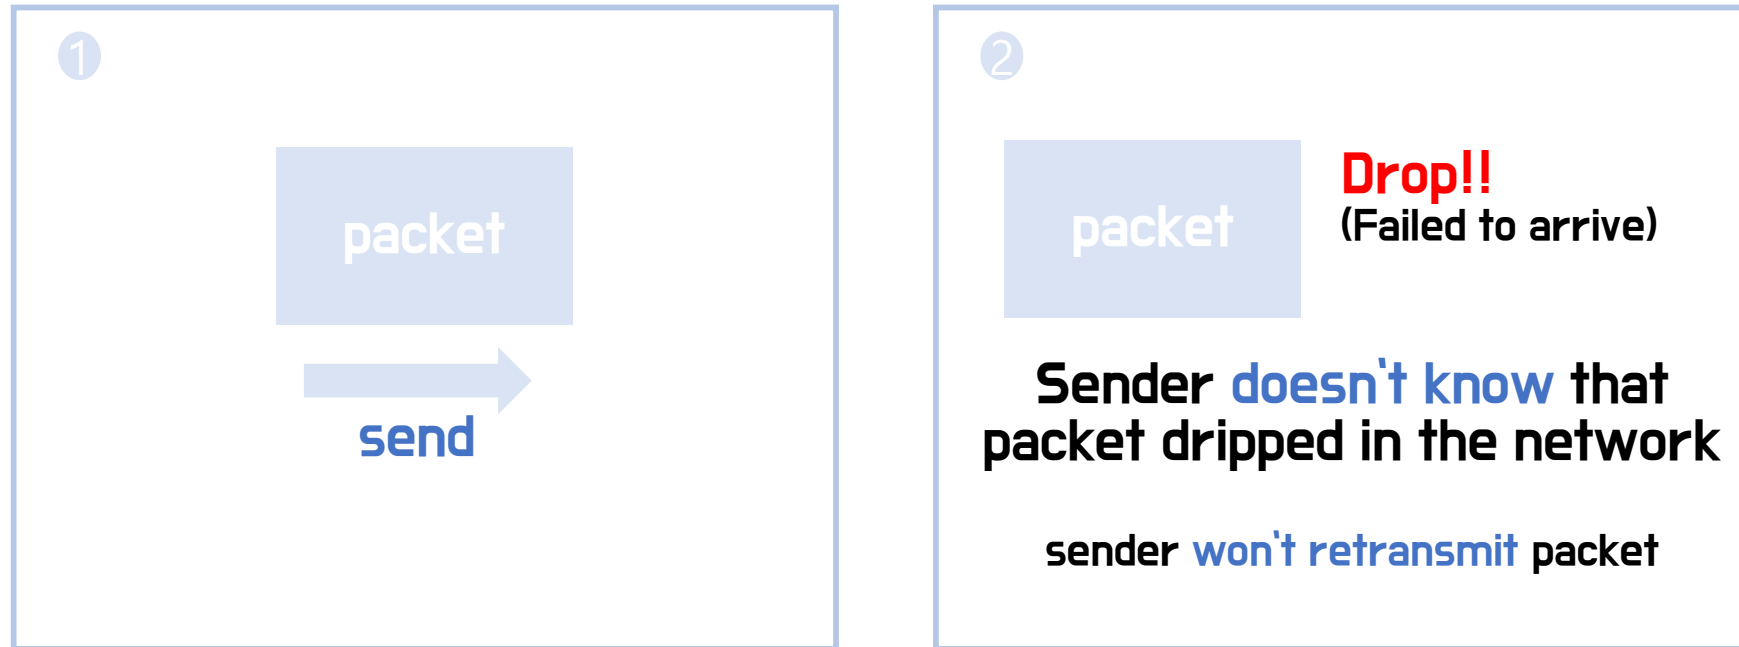 1
packet
send
2
packet
Drop!!
(Failed to arrive)
Sender doesn't know that
packet dripped in the network
sender won't retransmit packet